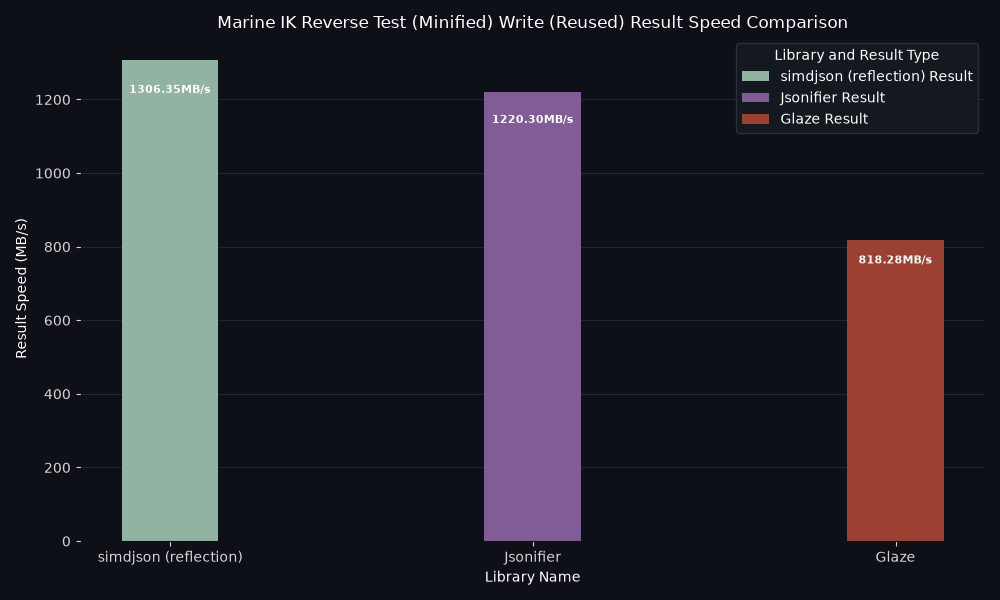 Marine IK Reverse Test (Minified) Write (Reused) Result Speed Comparison
Library and Result Type
simdjson (reflection) Result
Jsonifier Result
Glaze Result
1306.35MB/s
1220.30MB/s
818.28MB/s
Result Speed (MB/s)
1200
1000
800
600
400
200
0
simdjson (reflection)
Jsonifier
Glaze
Library Name